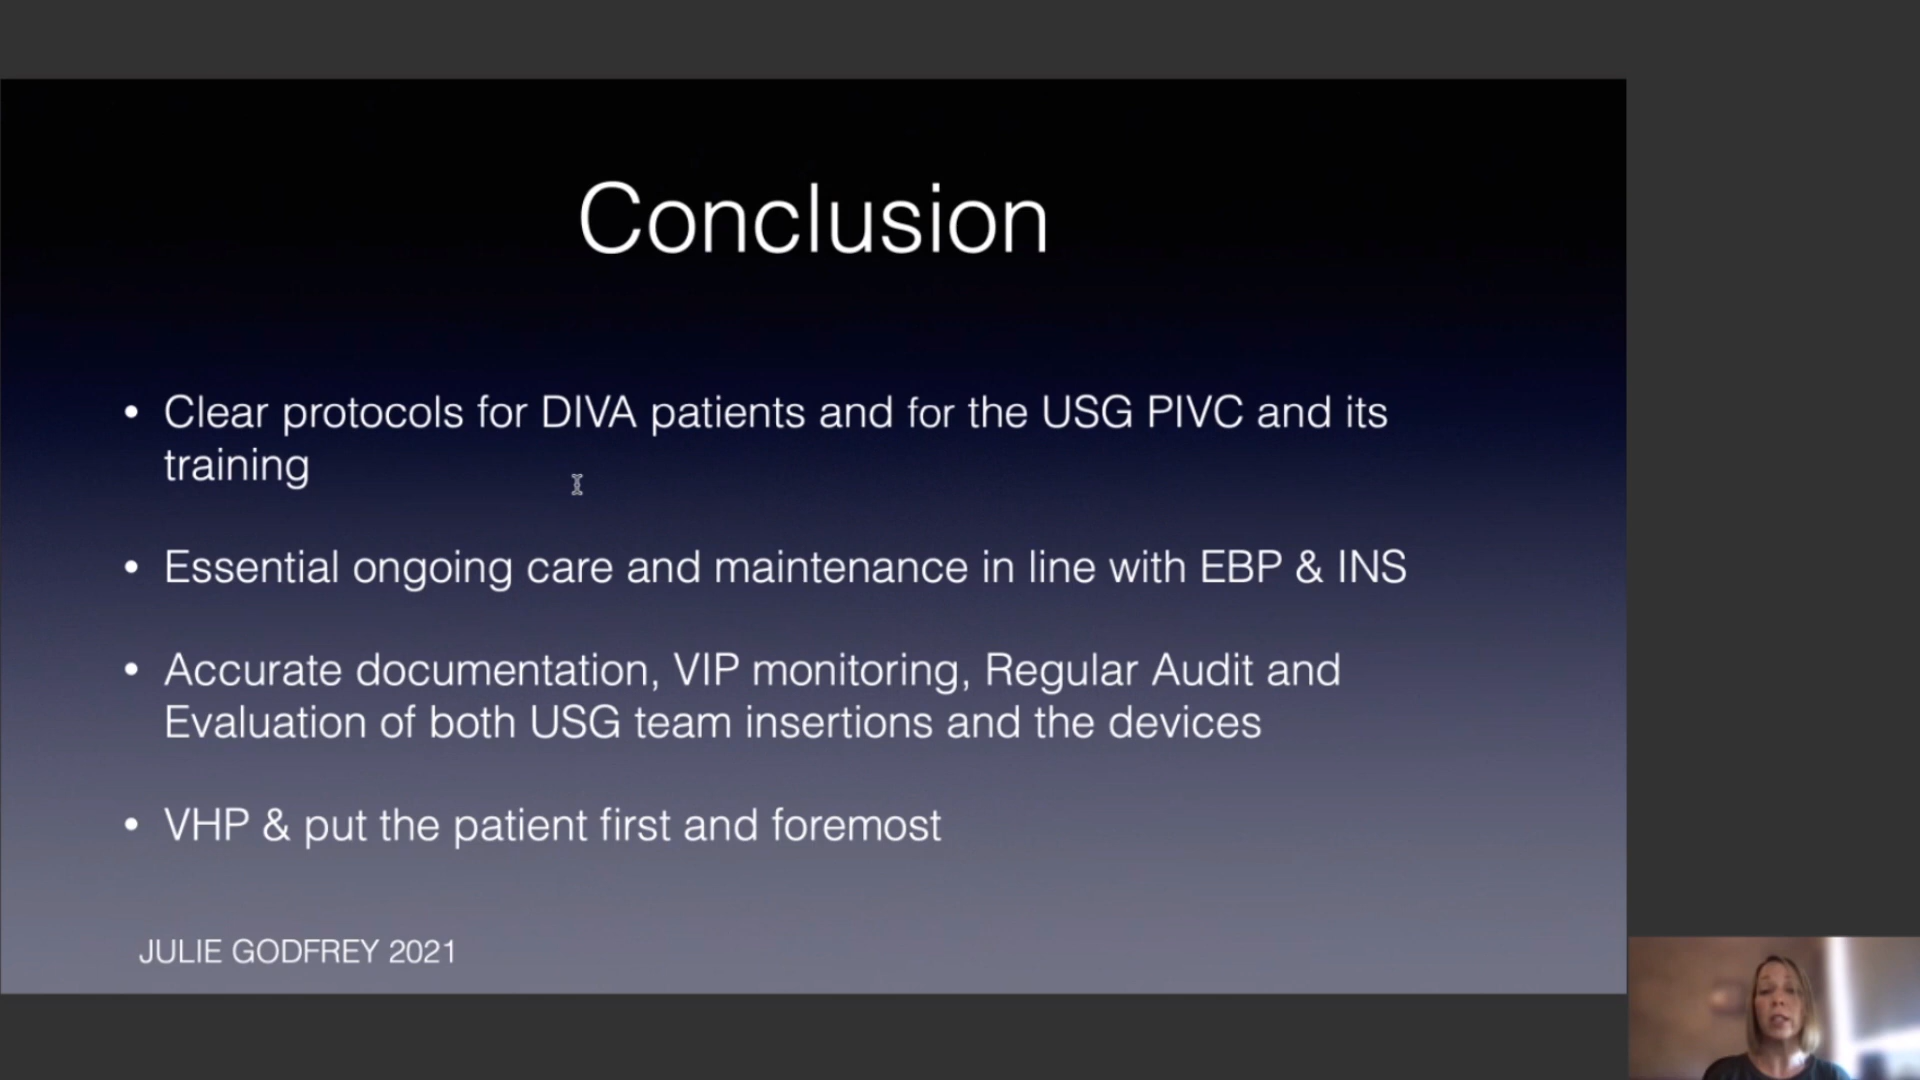 Conclusion
• Clear protocols for DIVA patients and for the USG PIVC and its
training
• Essential ongoing care and maintenance in line with EBP & INS
• Accurate documentation, VIP monitoring, Regular Audit and
Evaluation of both USG team insertions and the devices
• VHP & put the patient first and foremost
JULIE GODFREY 2021